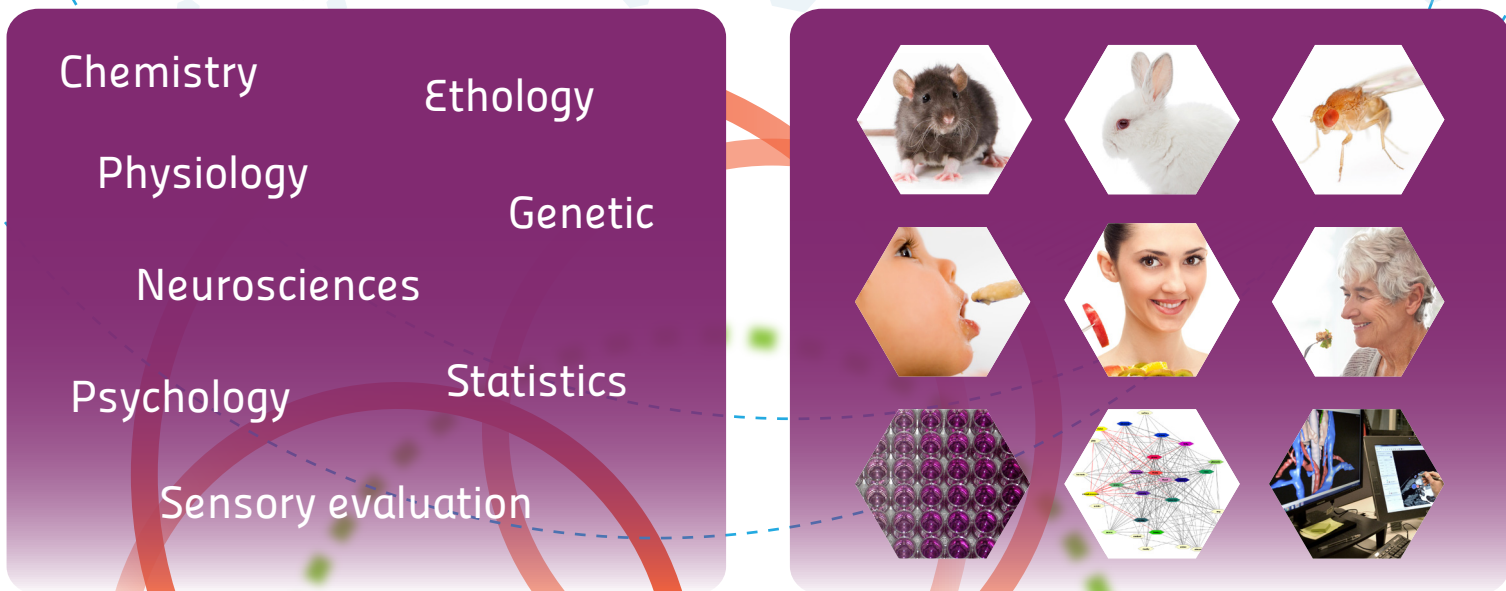 Chemistry
Ethology
Physiology
Genetic
Neurosciences
Statistics
Psychology
Sensory evaluation